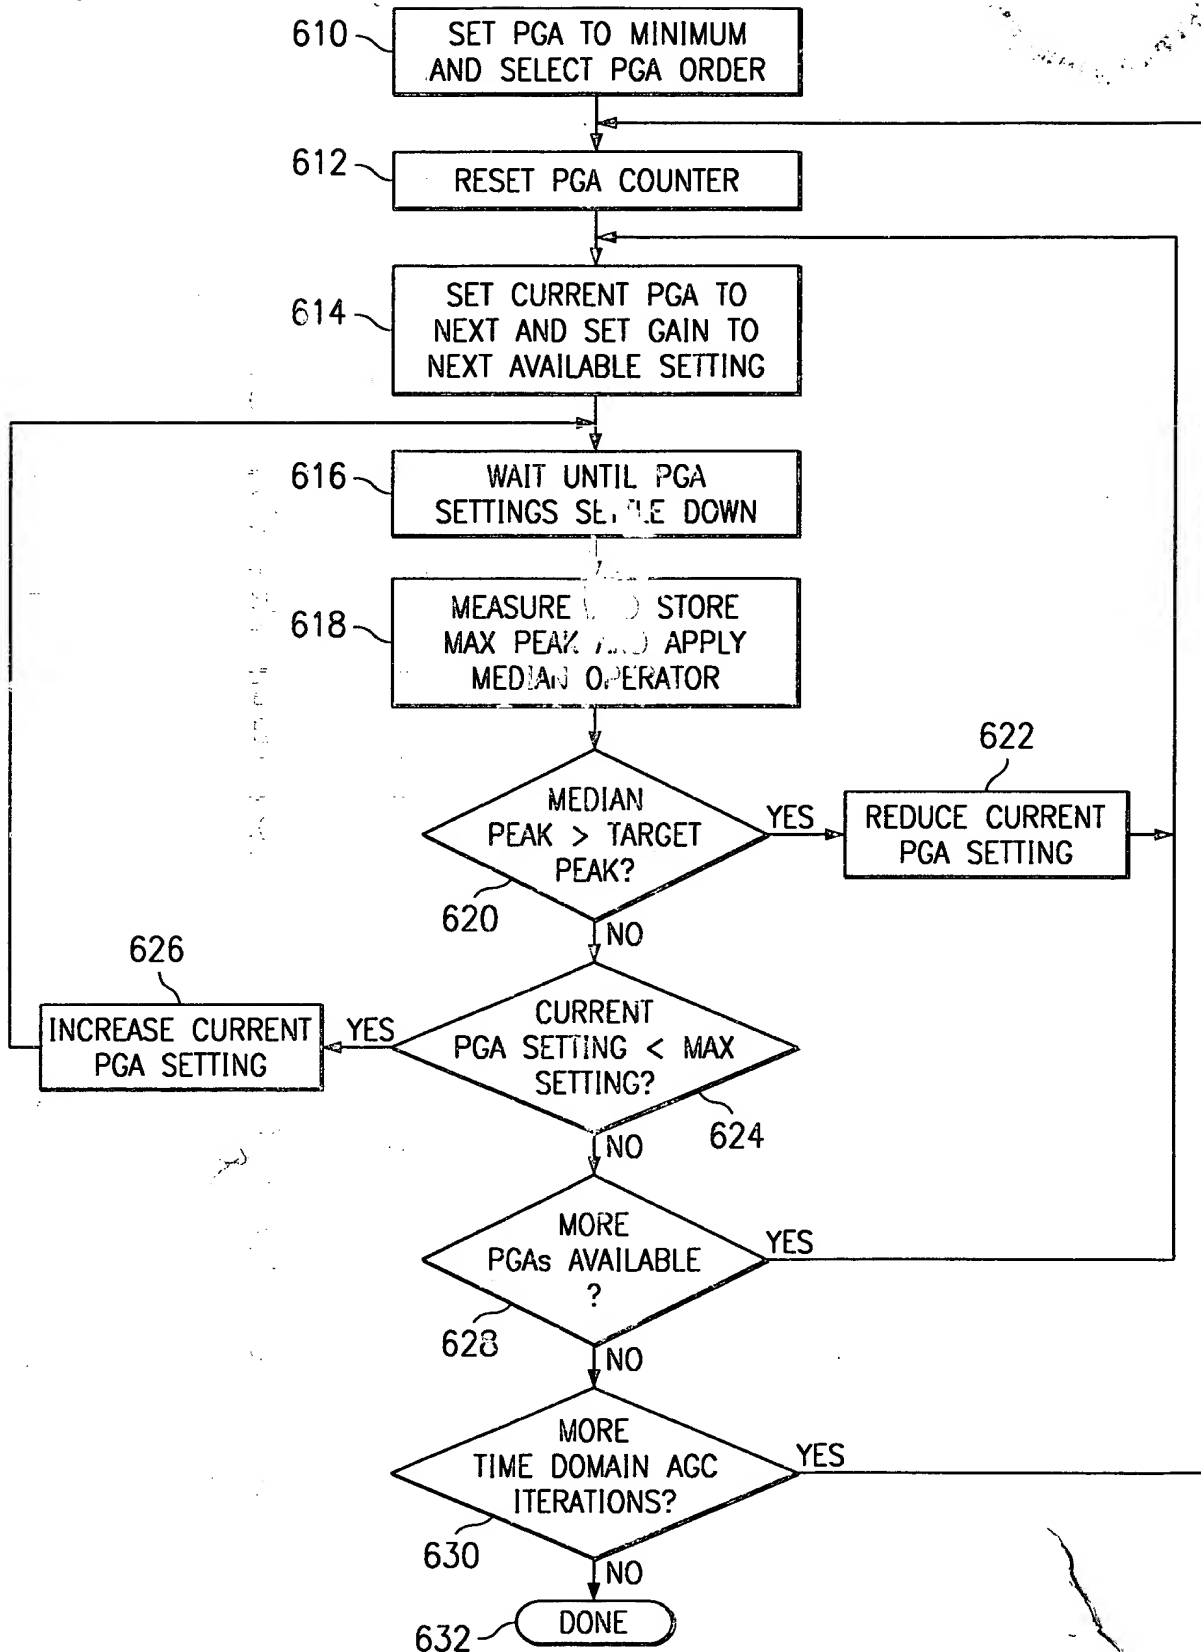 610
SET PGA TO MINIMUM
AND SELECT PGA ORDER
612
RESET PGA COUNTER
614
SET CURRENT PGA TO
NEXT AND SET GAIN TO
NEXT AVAILABLE SETTING
616
WAIT UNTIL PGA
SETTINGS SETTLE DOWN
618
MEASURE AND STORE
MAX PEAK AND APPLY
MEDIAN OPERATOR
MEDIAN
PEAK > TARGET
PEAK?
620
YES
622
REDUCE CURRENT
PGA SETTING
NO
626
INCREASE CURRENT
PGA SETTING
YES
CURRENT
PGA SETTING < MAX
SETTING?
624
NO
MORE
PGAs AVAILABLE
?
628
YES
NO
MORE
TIME DOMAIN AGC
ITERATIONS?
630
YES
NO
DONE
632